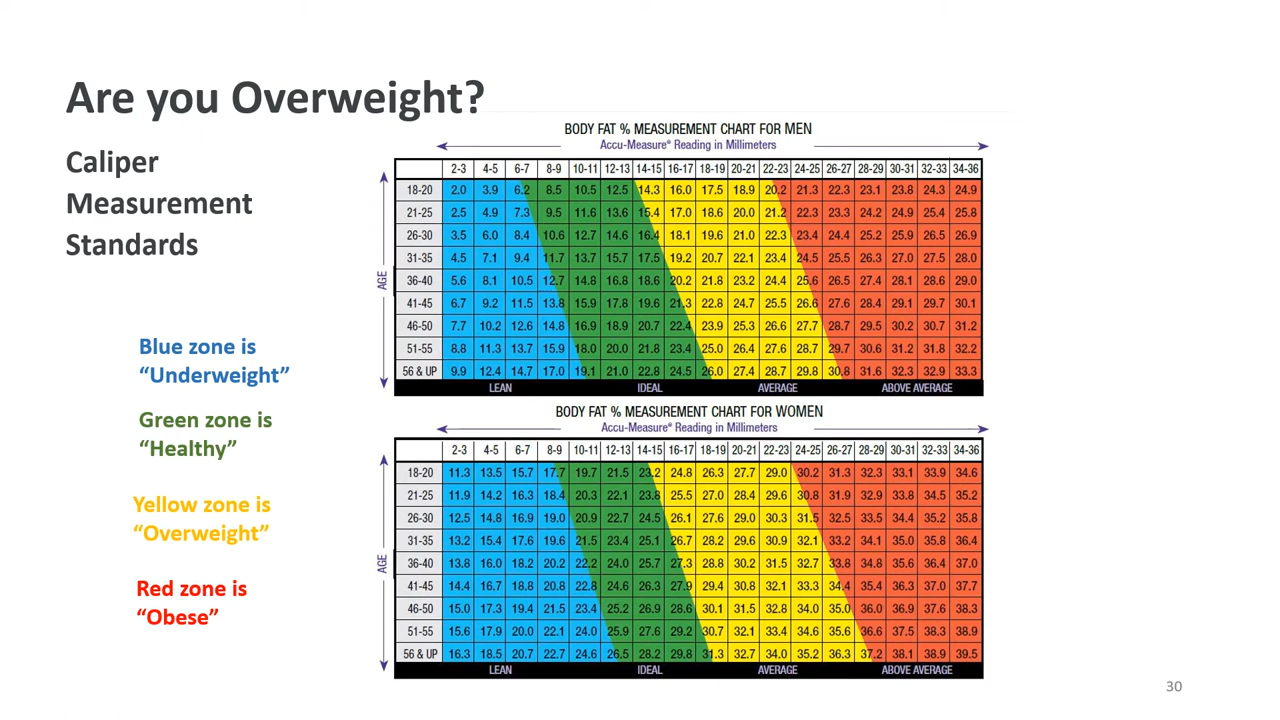 Are you Overweight?
Caliper
Measurement
Standards
Blue zone is
“Underweight”
Green zone is
“Healthy”
Yellow zone is
“Overweight”
Red zone is
“Obese”
BODY FAT % MEASUREMENT CHART FOR MEN
Accu-Measure® Reading in Millimeters
2-3 4-5 6-7 8-9 10-11 12-13 14-15 16-17 18-19 20-21 22-23 24-25 26-27 28-29 30-31 32-33 34-36
AGE
18-20 2.0 3.9 6.2 8.5 10.5 12.5 14.3 16.0 17.5 18.9 20.2 21.3 22.3 23.1 23.8 24.3 24.9
21-25 2.5 4.9 7.3 9.5 11.6 13.6 15.4 17.0 18.6 20.0 21.2 22.3 23.3 24.2 24.9 25.4 25.8
26-30 3.5 6.0 8.4 10.6 12.7 14.6 16.4 18.1 19.6 21.0 22.3 23.4 24.4 25.2 25.9 26.5 26.9
31-35 4.5 7.1 9.4 11.7 13.7 15.7 17.5 19.2 20.7 22.1 23.4 24.5 25.5 26.3 27.0 27.5 28.0
36-40 5.6 8.1 10.5 12.7 14.8 16.8 18.6 20.2 21.8 23.2 24.4 25.6 26.5 27.4 28.1 28.6 29.0
41-45 6.7 9.2 11.5 13.8 15.9 17.8 19.6 21.3 22.8 24.7 25.5 26.6 27.6 28.4 29.1 29.7 30.1
46-50 7.7 10.2 12.6 14.8 16.9 18.9 20.7 22.4 23.9 25.3 26.6 27.7 28.7 29.5 30.2 30.7 31.2
51-55 8.8 11.3 13.7 15.9 18.0 20.0 21.8 23.4 25.0 26.4 27.6 28.7 29.7 30.6 31.2 31.8 32.2
56 & UP 9.9 12.4 14.7 17.0 19.1 21.0 22.8 24.5 26.0 27.4 28.7 29.8 30.8 31.6 32.3 32.9 33.3
LEAN IDEAL AVERAGE ABOVE AVERAGE
BODY FAT % MEASUREMENT CHART FOR WOMEN
Accu-Measure® Reading in Millimeters
2-3 4-5 6-7 8-9 10-11 12-13 14-15 16-17 18-19 20-21 22-23 24-25 26-27 28-29 30-31 32-33 34-36
AGE
18-20 11.3 13.5 15.7 17.7 19.7 21.5 23.2 24.8 26.3 27.7 29.0 30.2 31.3 32.3 33.1 33.9 34.6
21-25 11.9 14.2 16.3 18.4 20.3 22.1 23.8 25.5 27.0 28.4 29.6 30.8 31.9 32.9 33.8 34.5 35.2
26-30 12.5 14.8 16.9 19.0 20.9 22.7 24.5 26.1 27.6 29.0 30.3 31.5 32.5 33.5 34.4 35.2 35.8
31-35 13.2 15.4 17.6 19.6 21.5 23.4 25.1 26.7 28.2 29.6 30.9 32.1 33.2 34.1 35.0 35.8 36.4
36-40 13.8 16.0 18.2 20.2 22.2 24.0 25.7 27.3 28.8 30.2 31.5 32.7 33.8 34.8 35.6 36.4 37.0
41-45 14.4 16.7 18.8 20.8 22.8 24.6 26.3 27.9 29.4 30.8 32.1 33.3 34.4 35.4 36.3 37.0 37.7
46-50 15.0 17.3 19.4 21.5 23.4 25.2 26.9 28.6 30.1 31.5 32.8 34.0 35.0 36.0 36.9 37.6 38.3
51-55 15.6 17.9 20.0 22.1 24.0 25.9 27.6 29.2 30.7 32.1 33.4 34.6 35.6 36.6 37.5 38.3 38.9
56 & UP 16.3 18.5 20.7 22.7 24.6 26.5 28.2 29.8 31.3 32.7 34.0 35.2 36.3 37.2 38.1 38.9 39.5
LEAN IDEAL AVERAGE ABOVE AVERAGE
30